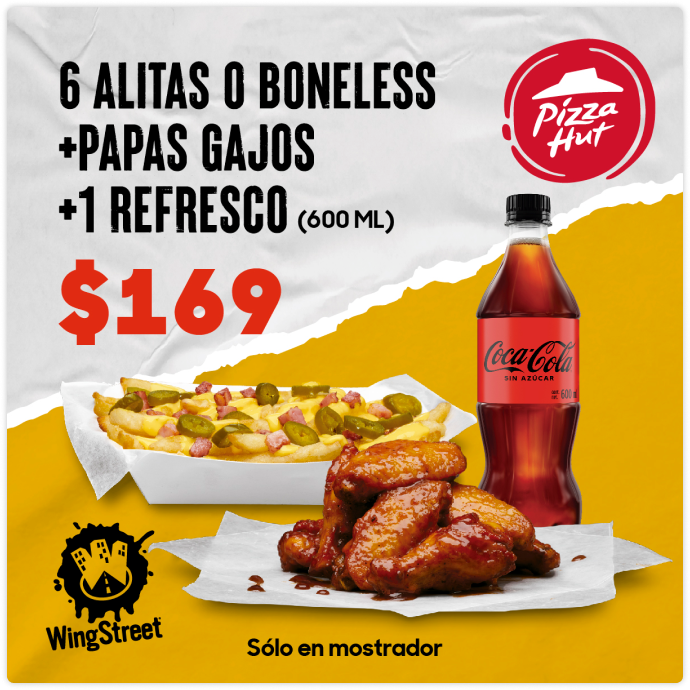 6 ALITAS O BONELESS
+PAPAS GAJOS
+1 REFRESCO (600 ML)
$169
Pizza
Hut
Coca-Cola
SIN AZÚCAR
600 m
WingStreet
Sólo en mostrador